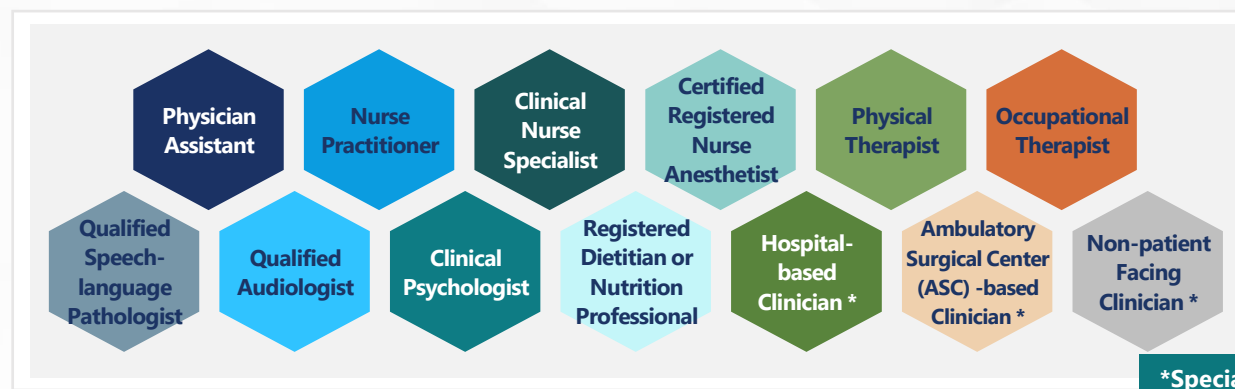 Physician
Assistant
Nurse
Practitioner
Clinical
Nurse
Specialist
Certified
Registered
Nurse
Anesthetist
Physical
Therapist
Occupational
Therapist
Qualified
Speech-
language
Pathologist
Qualified
Audiologist
Clinical
Psychologist
Registered
Dietitian or
Nutrition
Professional
Hospital-
based
Clinician *
Ambulatory
Surgical Center
(ASC) -based
Clinician *
Non-patient
Facing
Clinician *